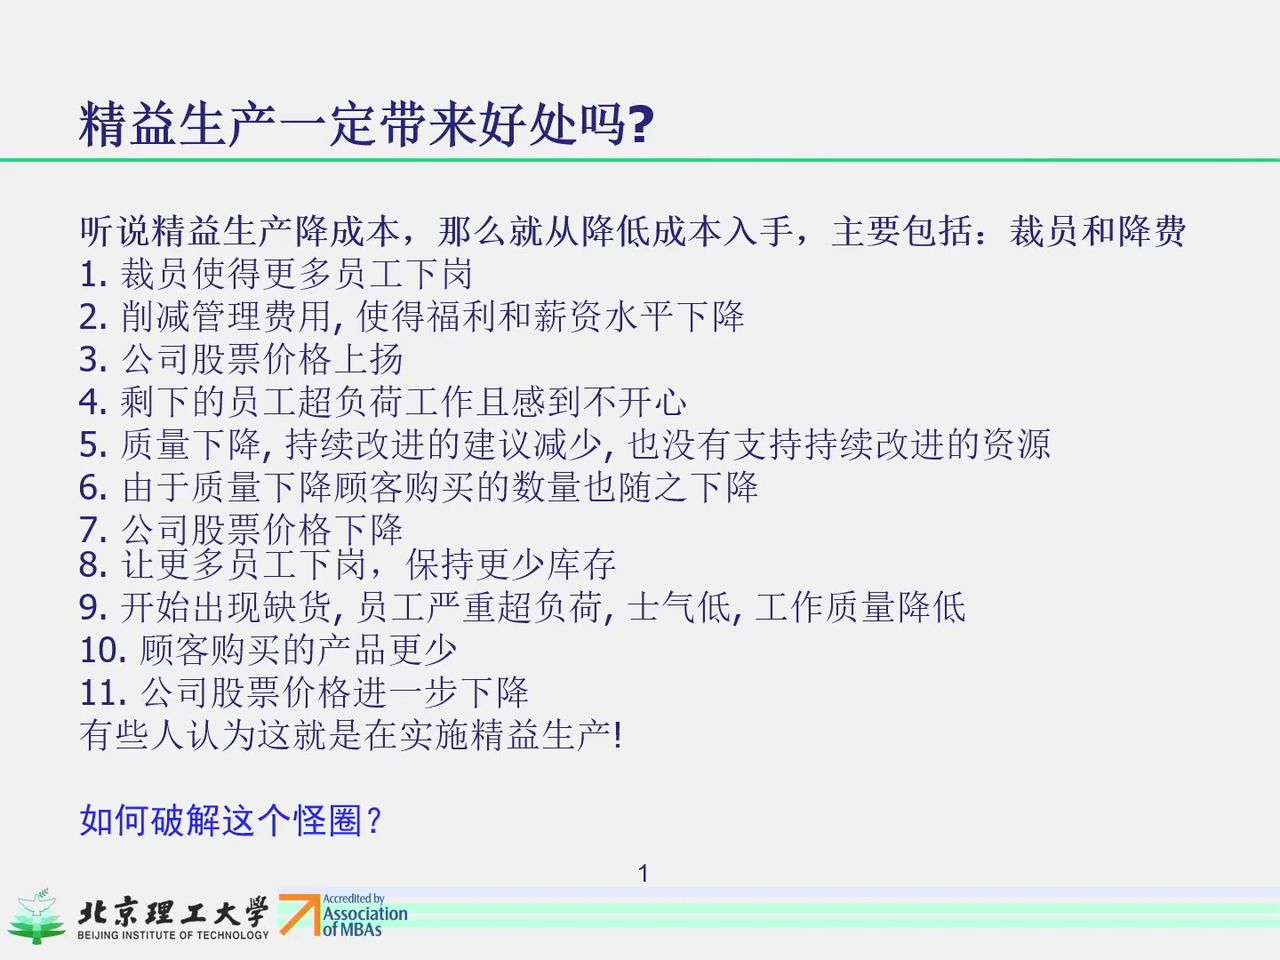 精益生产一定带来好处吗?
听说精益生产降成本，那么就从降低成本入手，主要包括：裁员和降费
1. 裁员使得更多员工下岗
2. 削减管理费用, 使得福利和薪资水平下降
3. 公司股票价格上扬
4. 剩下的员工超负荷工作且感到不开心
5. 质量下降, 持续改进的建议减少, 也没有支持持续改进的资源
6. 由于质量下降顾客购买的数量也随之下降
7. 公司股票价格下降
8. 让更多员工下岗，保持更少库存
9. 开始出现缺货, 员工严重超负荷, 士气低, 工作质量降低
10. 顾客购买的产品更少
11. 公司股票价格进一步下降
有些人认为这就是在实施精益生产!
如何破解这个怪圈？
1
北京理工大学
BEIJING INSTITUTE OF TECHNOLOGY
Accredited by
Association
of MBAs